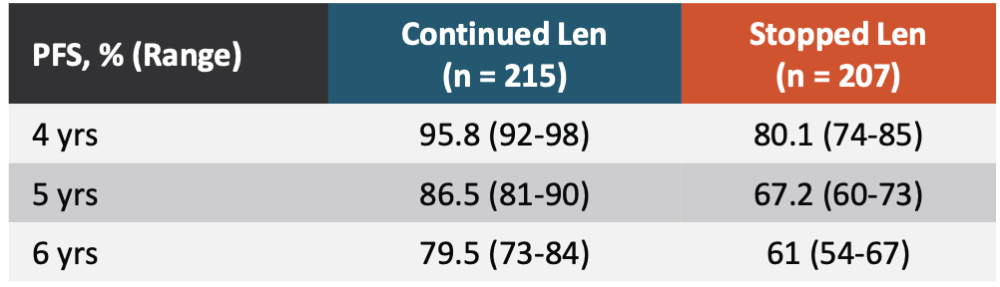 PFS, % (Range)
Continued Len
(n = 215)
Stopped Len
(n = 207)
4 yrs 95.8 (92-98) 80.1 (74-85)
5 yrs 86.5 (81-90) 67.2 (60-73)
6 yrs 79.5 (73-84) 61 (54-67)